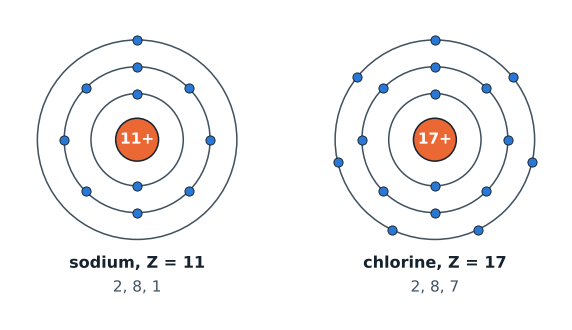 11+
17+
sodium, Z = 11
chlorine, Z = 17
2, 8, 1
2, 8, 7